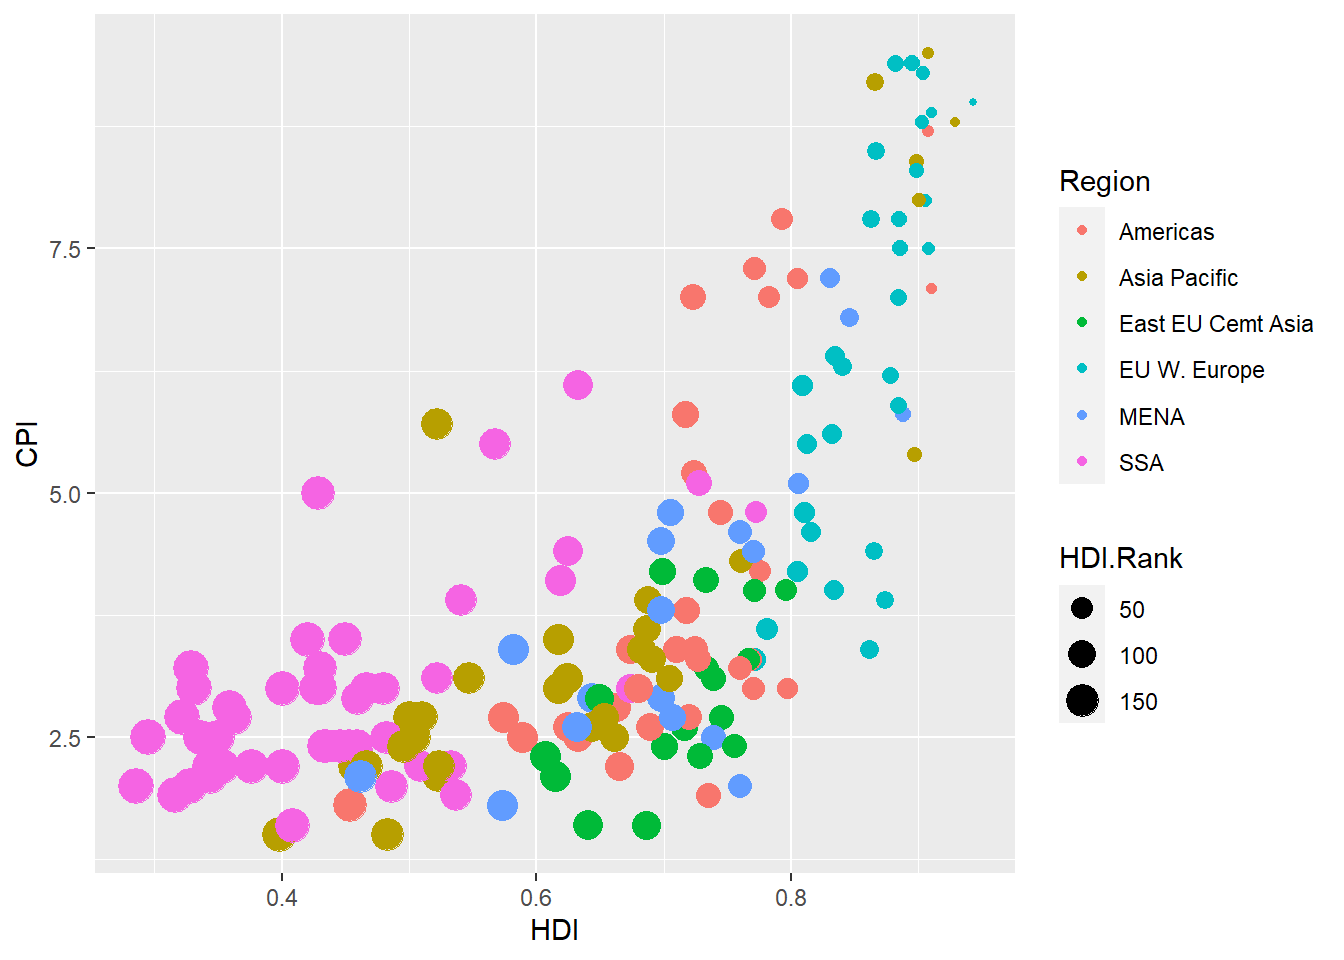 CPI
7.5
5.0
2.5
0.4
0.6
0.8
HDI
Region
Americas
Asia Pacific
East EU Cemt Asia
EU W. Europe
MENA
SSA
HDI.Rank
50
100
150